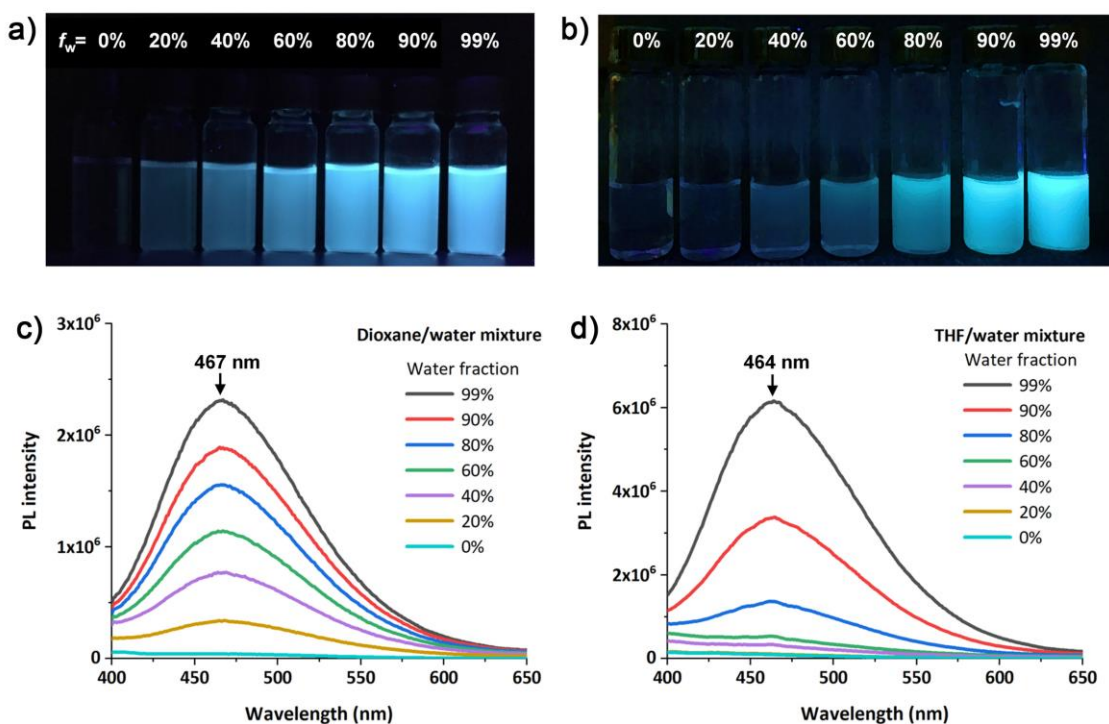 a)
f_w= 0% 20% 40% 60% 80% 90% 99%
b)
0% 20% 40% 60% 80% 90% 99%
c)
Dioxane/water mixture
Water fraction
467 nm
99%
90%
80%
60%
40%
20%
0%
3x10⁶
2x10⁶
1x10⁶
0
PL intensity
400 450 500 550 600 650
Wavelength (nm)
d)
THF/water mixture
Water fraction
464 nm
99%
90%
80%
60%
40%
20%
0%
8x10⁶
6x10⁶
4x10⁶
2x10⁶
0
PL intensity
400 450 500 550 600 650
Wavelength (nm)